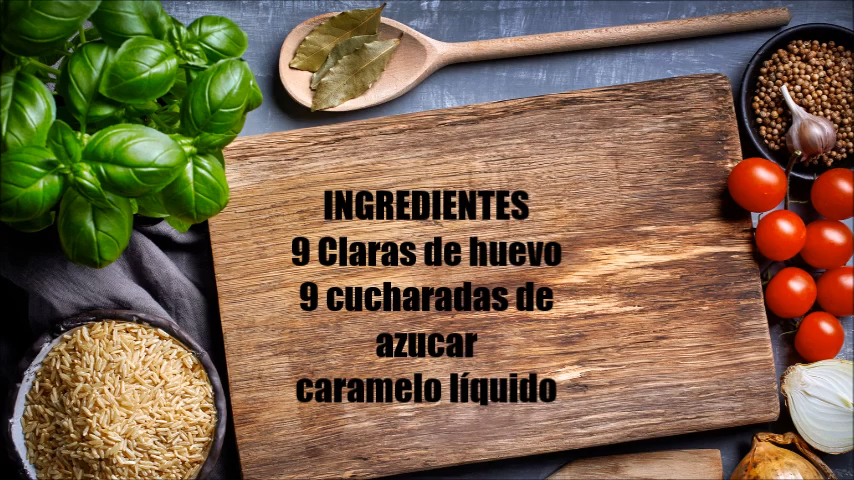 INGREDIENTES
9 Claras de huevo
9 cucharadas de
azucar
caramelo líquido